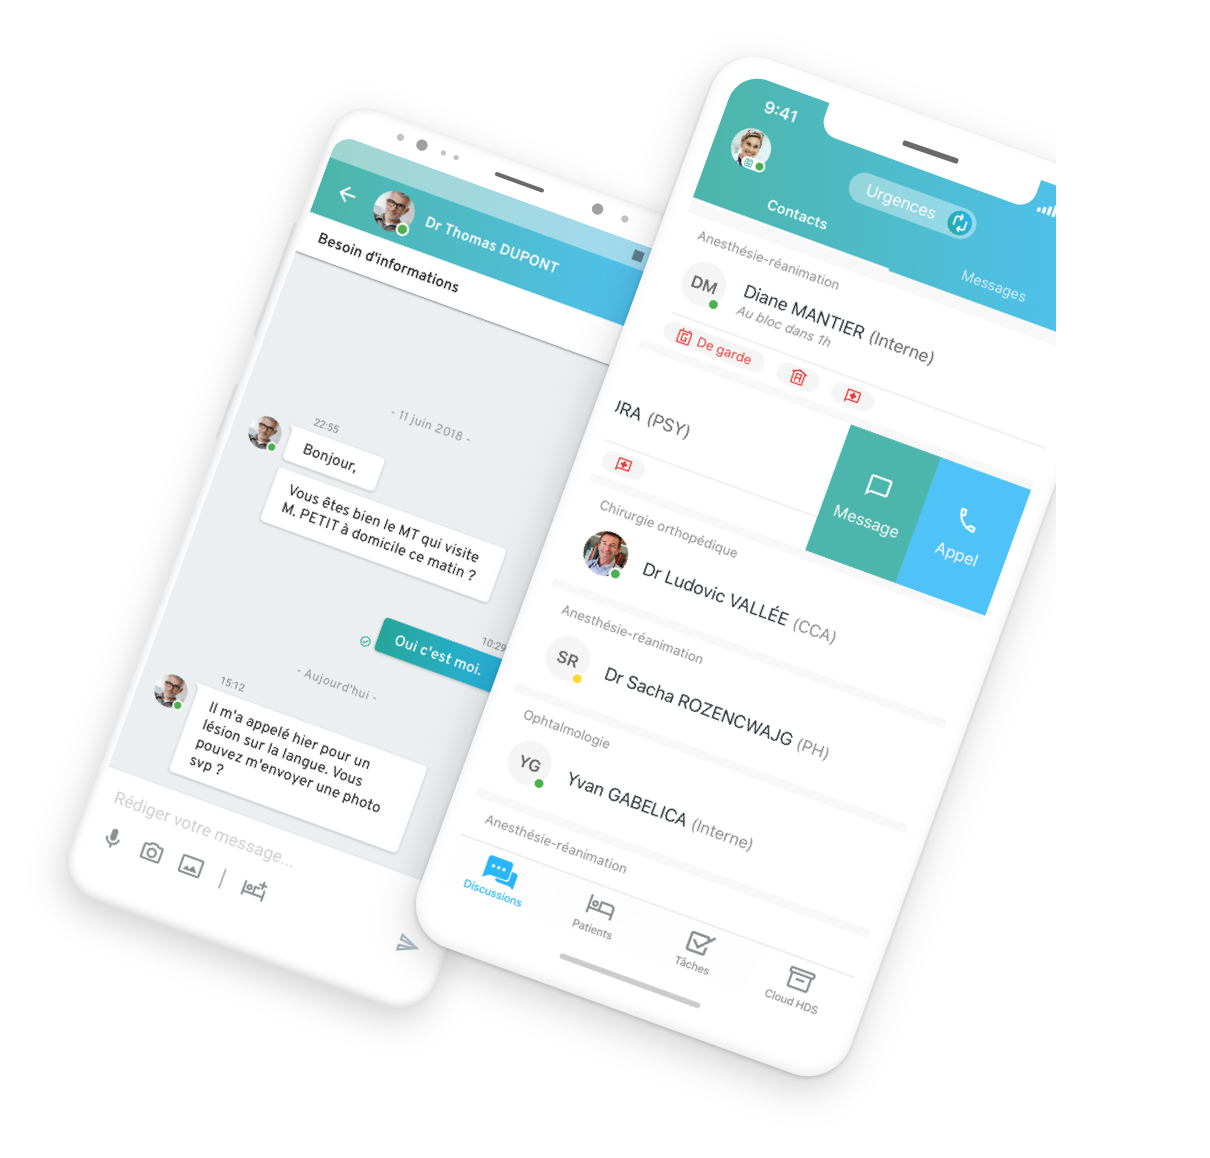 Dr Thomas DUPONT
Besoin d'informations
- 11 juin 2018 -
22:55
Bonjour,
Vous êtes bien le MT qui visite
M. PETIT à domicile ce matin ?
10:29
Oui c'est moi.
- Aujourd'hui -
15:12
Il m'a appelé hier pour un
lésion sur la langue. Vous
pouvez m'envoyer une photo
svp ?
Rédiger votre message...
9:41
Urgences
Contacts
Messages
Anesthésie-réanimation
DM
Diane MANTIER (Interne)
Au bloc dans 1h
De garde
JRA (PSY)
Message
Appel
Chirurgie orthopédique
Dr Ludovic VALLÉE (CCA)
Anesthésie-réanimation
SR
Dr Sacha ROZENCWAJG (PH)
Ophtalmologie
YG
Yvan GABELICA (Interne)
Anesthésie-réanimation
Discussions
Patients
Tâches
Cloud HDS